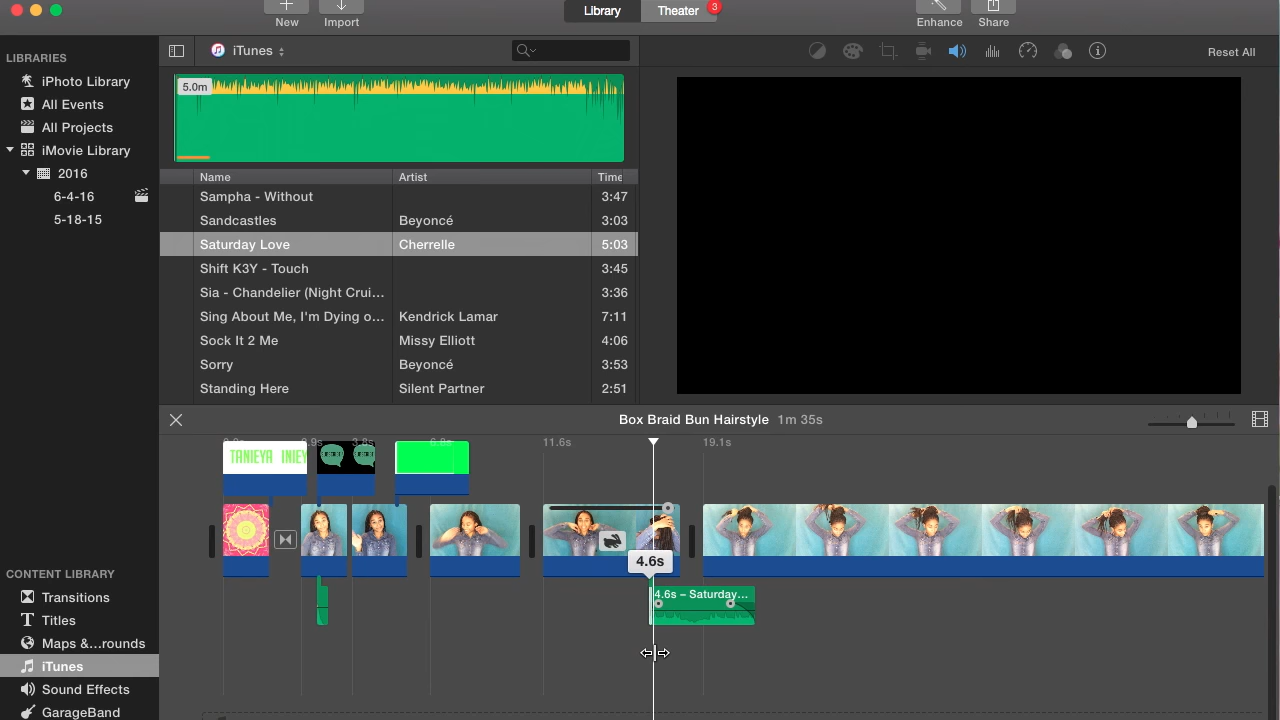 Library
Theater
3
New
Import
Enhance
Share
LIBRARIES
iTunes
Reset All
iPhoto Library
All Events
All Projects
iMovie Library
2016
6-4-16
5-18-15
5.0m
Name Artist Time
Sampha - Without 3:47
Sandcastles Beyoncé 3:03
Saturday Love Cherrelle 5:03
Shift K3Y - Touch 3:45
Sia - Chandelier (Night Crui... 3:36
Sing About Me, I'm Dying o... Kendrick Lamar 7:11
Sock It 2 Me Missy Elliott 4:06
Sorry Beyoncé 3:53
Standing Here Silent Partner 2:51
Box Braid Bun Hairstyle 1m 35s
11.6s
19.1s
TANIEYA INIEY
4.6s
4.6s – Saturday...
CONTENT LIBRARY
Transitions
Titles
Maps &...rounds
iTunes
Sound Effects
GarageBand